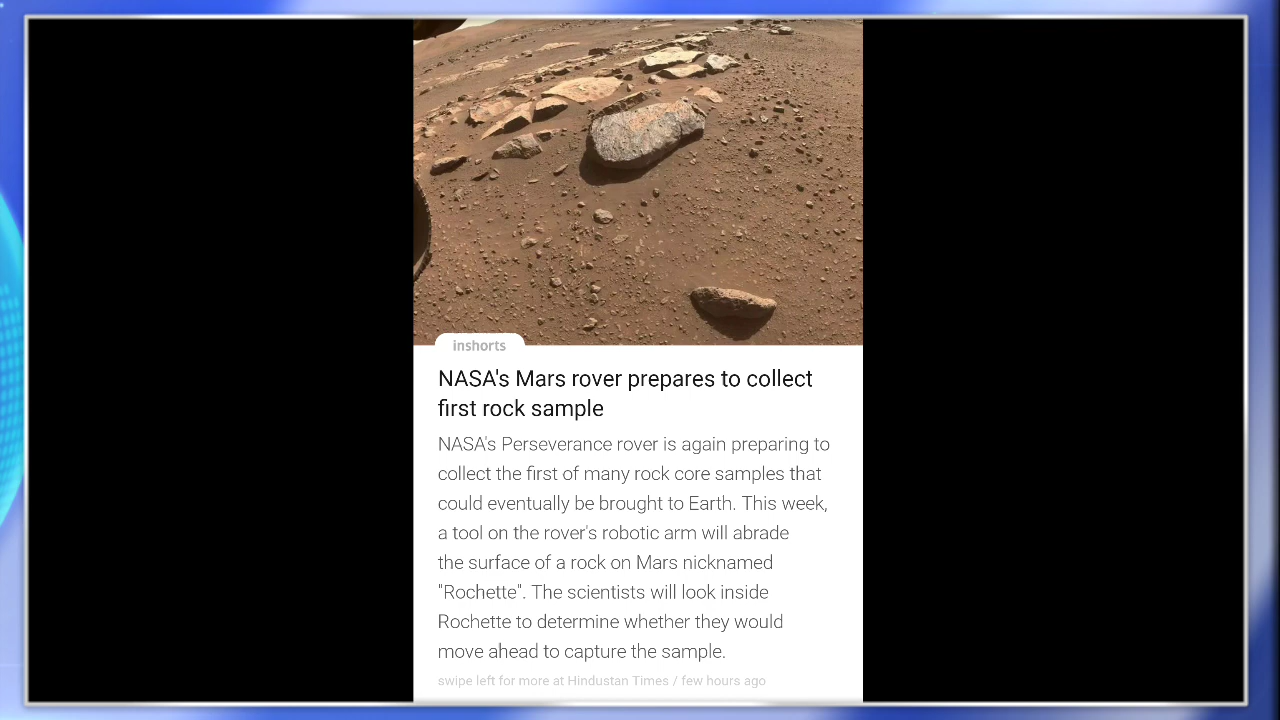 inshorts
NASA's Mars rover prepares to collect
first rock sample
NASA's Perseverance rover is again preparing to
collect the first of many rock core samples that
could eventually be brought to Earth. This week,
a tool on the rover's robotic arm will abrade
the surface of a rock on Mars nicknamed
"Rochette". The scientists will look inside
Rochette to determine whether they would
move ahead to capture the sample.
swipe left for more at Hindustan Times / few hours ago